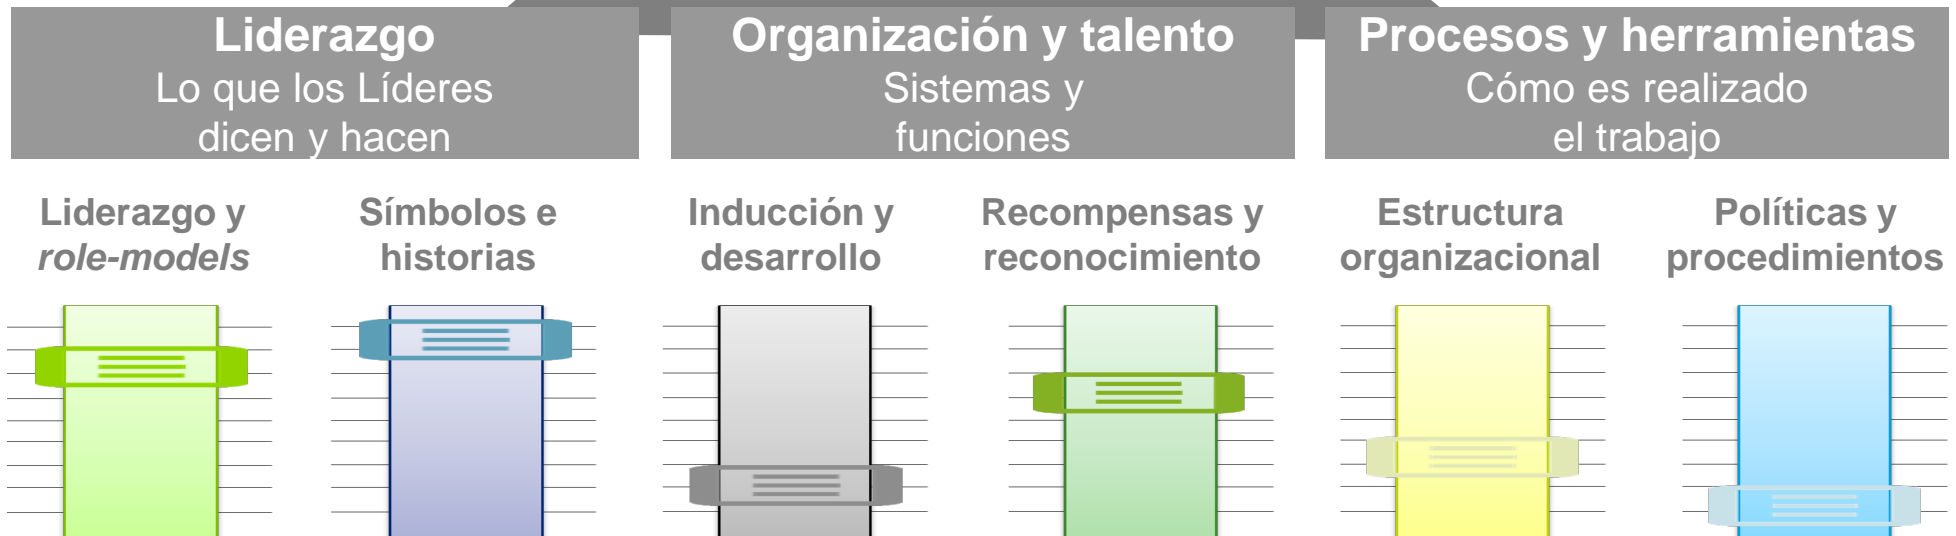 Liderazgo
Lo que los Líderes
dicen y hacen
Organización y talento
Sistemas y
funciones
Procesos y herramientas
Cómo es realizado
el trabajo
Liderazgo y
role-models
Símbolos e
historias
Inducción y
desarrollo
Recompensas y
reconocimiento
Estructura
organizacional
Políticas y
procedimientos